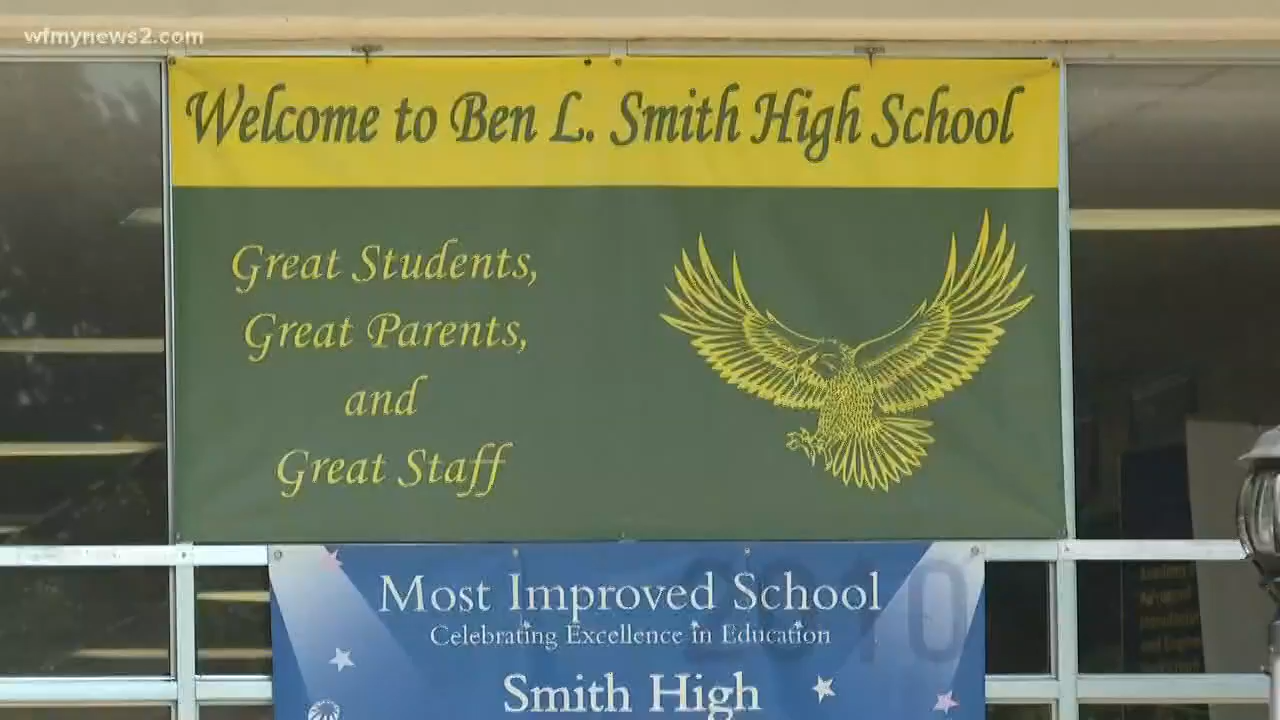 wfmynews2.com
Welcome to Ben L. Smith High School
Great Students,
Great Parents,
and
Great Staff
2010
Most Improved School
Celebrating Excellence in Education
Smith High